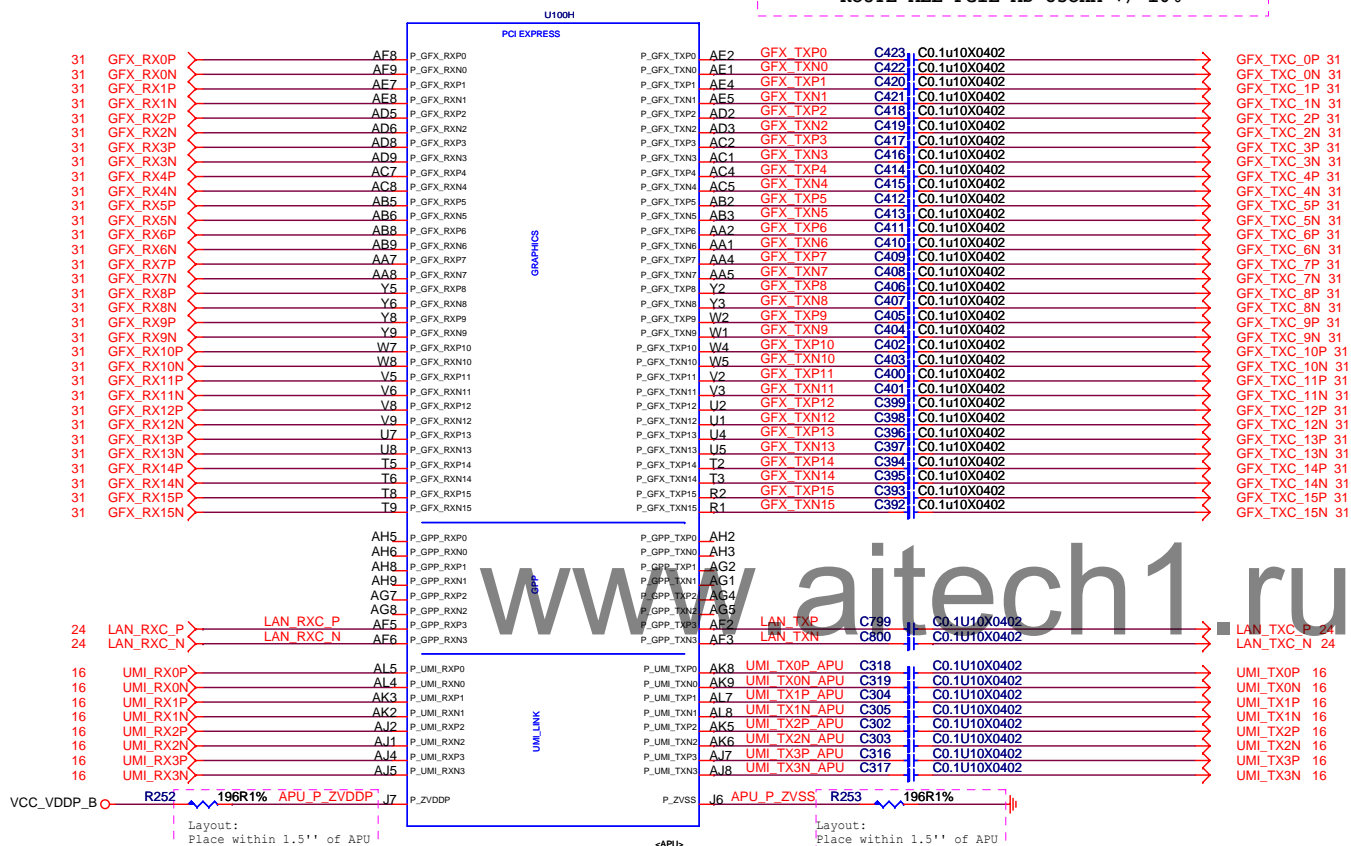 U100H
PCI EXPRESS
31 GFX_RX0P AF8 P_GFX_RXP0 P_GFX_TXP0 AE2 GFX_TXP0 C423 C0.1u10X0402 GFX_TXC_0P 31
31 GFX_RX0N AF9 P_GFX_RXN0 P_GFX_TXN0 AE1 GFX_TXN0 C422 C0.1u10X0402 GFX_TXC_0N 31
31 GFX_RX1P AE7 P_GFX_RXP1 P_GFX_TXP1 AE4 GFX_TXP1 C420 C0.1u10X0402 GFX_TXC_1P 31
31 GFX_RX1N AE8 P_GFX_RXN1 P_GFX_TXN1 AE5 GFX_TXN1 C421 C0.1u10X0402 GFX_TXC_1N 31
31 GFX_RX2P AD5 P_GFX_RXP2 P_GFX_TXP2 AD2 GFX_TXP2 C418 C0.1u10X0402 GFX_TXC_2P 31
31 GFX_RX2N AD6 P_GFX_RXN2 P_GFX_TXN2 AD3 GFX_TXN2 C419 C0.1u10X0402 GFX_TXC_2N 31
31 GFX_RX3P AD8 P_GFX_RXP3 P_GFX_TXP3 AC2 GFX_TXP3 C417 C0.1u10X0402 GFX_TXC_3P 31
31 GFX_RX3N AD9 P_GFX_RXN3 P_GFX_TXN3 AC1 GFX_TXN3 C416 C0.1u10X0402 GFX_TXC_3N 31
31 GFX_RX4P AC7 P_GFX_RXP4 P_GFX_TXP4 AC4 GFX_TXP4 C414 C0.1u10X0402 GFX_TXC_4P 31
31 GFX_RX4N AC8 P_GFX_RXN4 P_GFX_TXN4 AC5 GFX_TXN4 C415 C0.1u10X0402 GFX_TXC_4N 31
31 GFX_RX5P AB5 P_GFX_RXP5 P_GFX_TXP5 AB2 GFX_TXP5 C412 C0.1u10X0402 GFX_TXC_5P 31
31 GFX_RX5N AB6 P_GFX_RXN5 P_GFX_TXN5 AB3 GFX_TXN5 C413 C0.1u10X0402 GFX_TXC_5N 31
31 GFX_RX6P AB8 P_GFX_RXP6 P_GFX_TXP6 AA2 GFX_TXP6 C411 C0.1u10X0402 GFX_TXC_6P 31
31 GFX_RX6N AB9 P_GFX_RXN6 P_GFX_TXN6 AA1 GFX_TXN6 C410 C0.1u10X0402 GFX_TXC_6N 31
31 GFX_RX7P AA7 P_GFX_RXP7 P_GFX_TXP7 AA4 GFX_TXP7 C409 C0.1u10X0402 GFX_TXC_7P 31
31 GFX_RX7N AA8 P_GFX_RXN7 P_GFX_TXN7 AA5 GFX_TXN7 C408 C0.1u10X0402 GFX_TXC_7N 31
31 GFX_RX8P Y5 P_GFX_RXP8 P_GFX_TXP8 Y2 GFX_TXP8 C406 C0.1u10X0402 GFX_TXC_8P 31
31 GFX_RX8N Y6 P_GFX_RXN8 P_GFX_TXN8 Y3 GFX_TXN8 C407 C0.1u10X0402 GFX_TXC_8N 31
31 GFX_RX9P Y8 P_GFX_RXP9 P_GFX_TXP9 W2 GFX_TXP9 C405 C0.1u10X0402 GFX_TXC_9P 31
31 GFX_RX9N Y9 P_GFX_RXN9 P_GFX_TXN9 W1 GFX_TXN9 C404 C0.1u10X0402 GFX_TXC_9N 31
31 GFX_RX10P W7 P_GFX_RXP10 P_GFX_TXP10 W4 GFX_TXP10 C402 C0.1u10X0402 GFX_TXC_10P 31
31 GFX_RX10N W8 P_GFX_RXN10 P_GFX_TXN10 W5 GFX_TXN10 C403 C0.1u10X0402 GFX_TXC_10N 31
31 GFX_RX11P V5 P_GFX_RXP11 P_GFX_TXP11 V2 GFX_TXP11 C400 C0.1u10X0402 GFX_TXC_11P 31
31 GFX_RX11N V6 P_GFX_RXN11 P_GFX_TXN11 V3 GFX_TXN11 C401 C0.1u10X0402 GFX_TXC_11N 31
31 GFX_RX12P V8 P_GFX_RXP12 P_GFX_TXP12 U2 GFX_TXP12 C399 C0.1u10X0402 GFX_TXC_12P 31
31 GFX_RX12N V9 P_GFX_RXN12 P_GFX_TXN12 U1 GFX_TXN12 C398 C0.1u10X0402 GFX_TXC_12N 31
31 GFX_RX13P U7 P_GFX_RXP13 P_GFX_TXP13 U4 GFX_TXP13 C396 C0.1u10X0402 GFX_TXC_13P 31
31 GFX_RX13N U8 P_GFX_RXN13 P_GFX_TXN13 U5 GFX_TXN13 C397 C0.1u10X0402 GFX_TXC_13N 31
31 GFX_RX14P T5 P_GFX_RXP14 P_GFX_TXP14 T2 GFX_TXP14 C394 C0.1u10X0402 GFX_TXC_14P 31
31 GFX_RX14N T6 P_GFX_RXN14 P_GFX_TXN14 T3 GFX_TXN14 C395 C0.1u10X0402 GFX_TXC_14N 31
31 GFX_RX15P T8 P_GFX_RXP15 P_GFX_TXP15 R2 GFX_TXP15 C393 C0.1u10X0402 GFX_TXC_15P 31
31 GFX_RX15N T9 P_GFX_RXN15 P_GFX_TXN15 R1 GFX_TXN15 C392 C0.1u10X0402 GFX_TXC_15N 31
GRAPHICS
AH5 P_GPP_RXP0 P_GPP_TXP0 AH2
AH6 P_GPP_RXN0 P_GPP_TXN0 AH3
AH8 P_GPP_RXP1 P_GPP_TXP1 AG2
AH9 P_GPP_RXN1 P_GPP_TXN1 AG1
AG7 P_GPP_RXP2 P_GPP_TXP2 AG4
AG8 P_GPP_RXN2 P_GPP_TXN2 AG5
24 LAN_RXC_P LAN_RXC_P AF5 P_GPP_RXP3 P_GPP_TXP3 AF2 LAN_TXP C799 C0.1U10X0402 LAN_TXC_P 24
24 LAN_RXC_N LAN_RXC_N AF6 P_GPP_RXN3 P_GPP_TXN3 AF3 LAN_TXN C800 C0.1U10X0402 LAN_TXC_N 24
GPP
www.aitech1.ru
16 UMI_RX0P AL5 P_UMI_RXP0 P_UMI_TXP0 AK8 UMI_TX0P_APU C318 C0.1U10X0402 UMI_TX0P 16
16 UMI_RX0N AL4 P_UMI_RXN0 P_UMI_TXN0 AK9 UMI_TX0N_APU C319 C0.1U10X0402 UMI_TX0N 16
16 UMI_RX1P AK3 P_UMI_RXP1 P_UMI_TXP1 AL7 UMI_TX1P_APU C304 C0.1U10X0402 UMI_TX1P 16
16 UMI_RX1N AK2 P_UMI_RXN1 P_UMI_TXN1 AL8 UMI_TX1N_APU C305 C0.1U10X0402 UMI_TX1N 16
16 UMI_RX2P AJ2 P_UMI_RXP2 P_UMI_TXP2 AK5 UMI_TX2P_APU C302 C0.1U10X0402 UMI_TX2P 16
16 UMI_RX2N AJ1 P_UMI_RXN2 P_UMI_TXN2 AK6 UMI_TX2N_APU C303 C0.1U10X0402 UMI_TX2N 16
16 UMI_RX3P AJ4 P_UMI_RXP3 P_UMI_TXP3 AJ7 UMI_TX3P_APU C316 C0.1U10X0402 UMI_TX3P 16
16 UMI_RX3N AJ5 P_UMI_RXN3 P_UMI_TXN3 AJ8 UMI_TX3N_APU C317 C0.1U10X0402 UMI_TX3N 16
UMI_LINK
VCC_VDDP_B R252 196R1% APU_P_ZVDDP J7 P_ZVDDP P_ZVSS J6 APU_P_ZVSS R253 196R1%
Layout:
Place within 1.5'' of APU
Layout:
Place within 1.5'' of APU